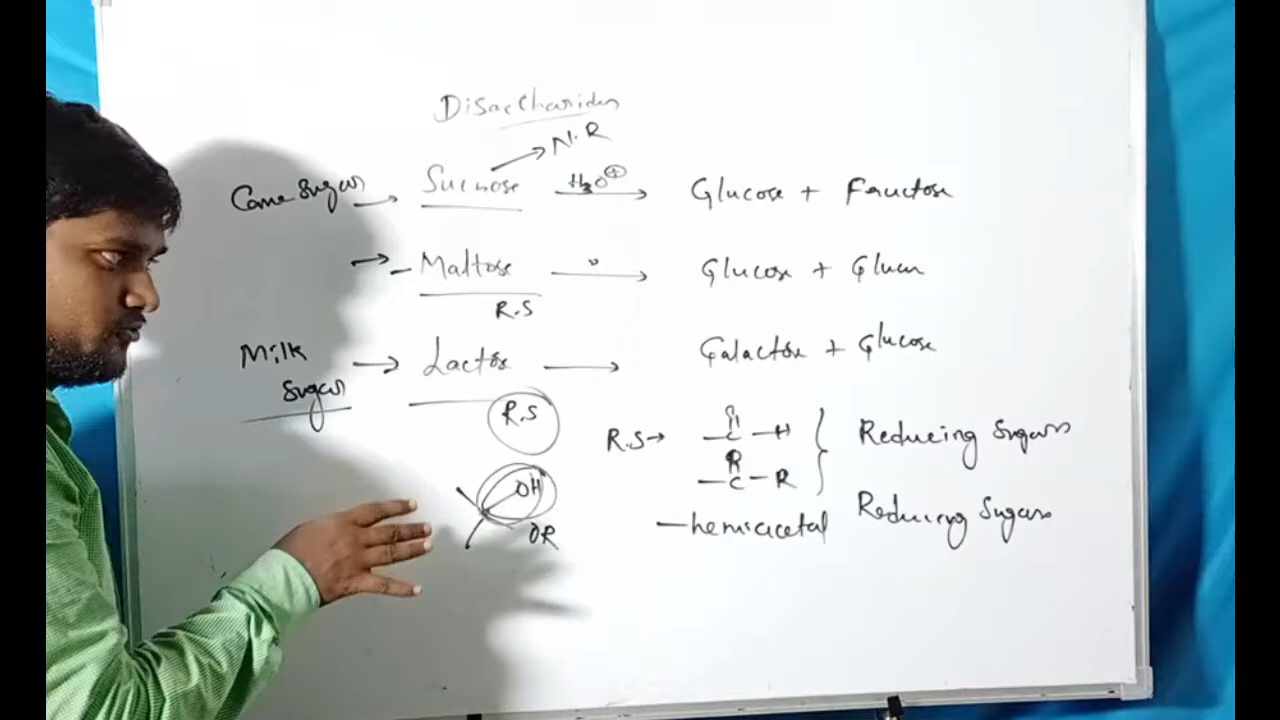 Disaccharides
N.R
Cane Sugar → Sucrose H₃O⊕ → Glucose + Fructose
→ Maltose " → Glucose + Glucose
R.S
Milk Sugar → Lactose → Galactose + Glucose
R.S
R.S → O || — C — H } Reducing Sugars
— C — R
OH
OR
— hemiacetal Reducing Sugars